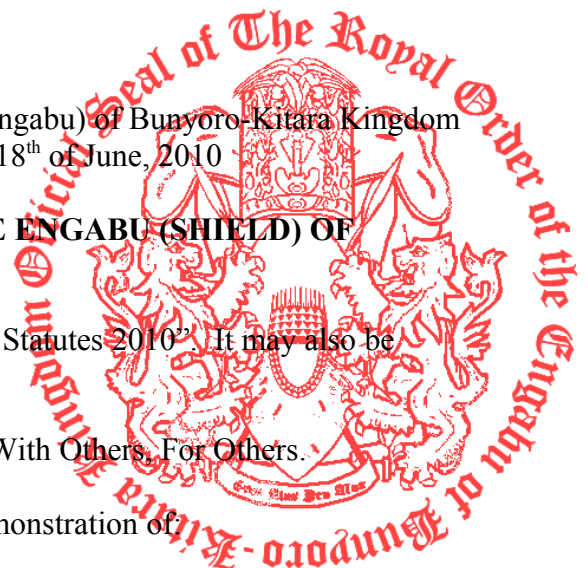 Official Seal of The Royal Order of the Engabu of Bunyoro-Kitara Kingdom
ngabu) of Bunyoro-Kitara Kingdom
18th of June, 2010
E ENGABU (SHIELD) OF
Statutes 2010”. It may also be
With Others, For Others.
monstration of: